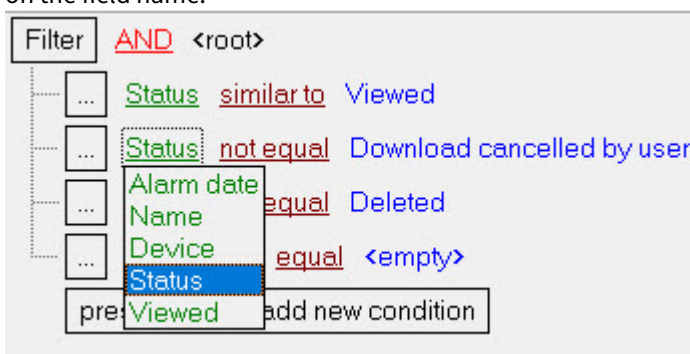 on the field name.
Filter AND <root>
... Status similar to Viewed
... Status not equal Download cancelled by user
Alarm date
Name
Device
Status
Viewed
... equal Deleted
... equal <empty>
add new condition